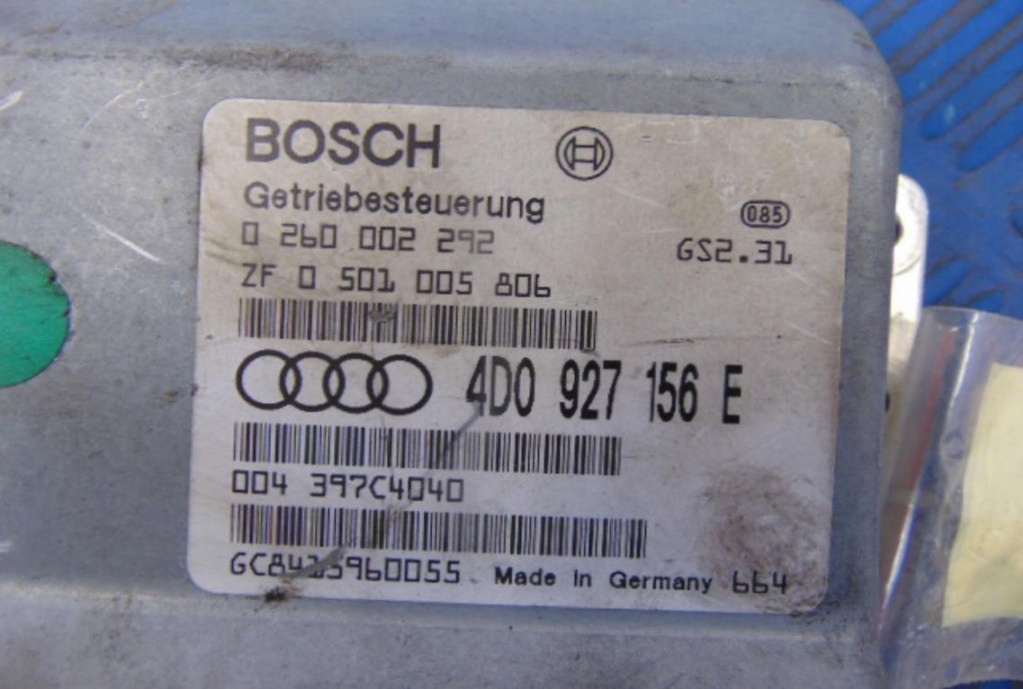 BOSCH
Getriebesteuerung
085
0 260 002 292
GS2.31
ZF 0 501 005 806
4D0 927 156 E
004 397C4040
Made in Germany 664